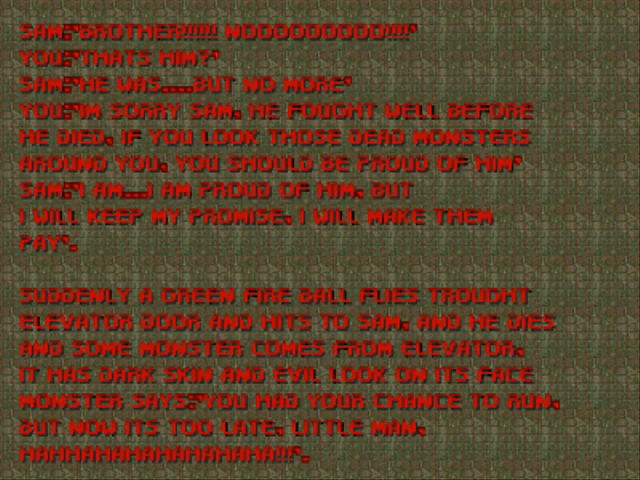 SAM:"BROTHER!!!!!! NOOOOOOOOO!!!!"
YOU:"THATS HIM?"
SAM:"HE WAS....BUT NO MORE"
YOU:"IM SORRY SAM, HE FOUGHT WELL BEFORE
HE DIED, IF YOU LOOK THOSE DEAD MONSTERS
AROUND YOU, YOU SHOULD BE PROUD OF HIM"
SAM:"I AM...I AM PROUD OF HIM, BUT
I WILL KEEP MY PROMISE, I WILL MAKE THEM
PAY".
SUDDENLY A GREEN FIRE BALL FLIES TROUGHT
ELEVATOR DOOR AND HITS TO SAM, AND HE DIES
AND SOME MONSTER COMES FROM ELEVATOR,
IT HAS DARK SKIN AND EVIL LOOK ON ITS FACE
MONSTER SAYS:"YOU HAD YOUR CHANCE TO RUN,
BUT NOW ITS TOO LATE, LITTLE MAN,
HAHHAHAHAHAHAHAHA!!!".